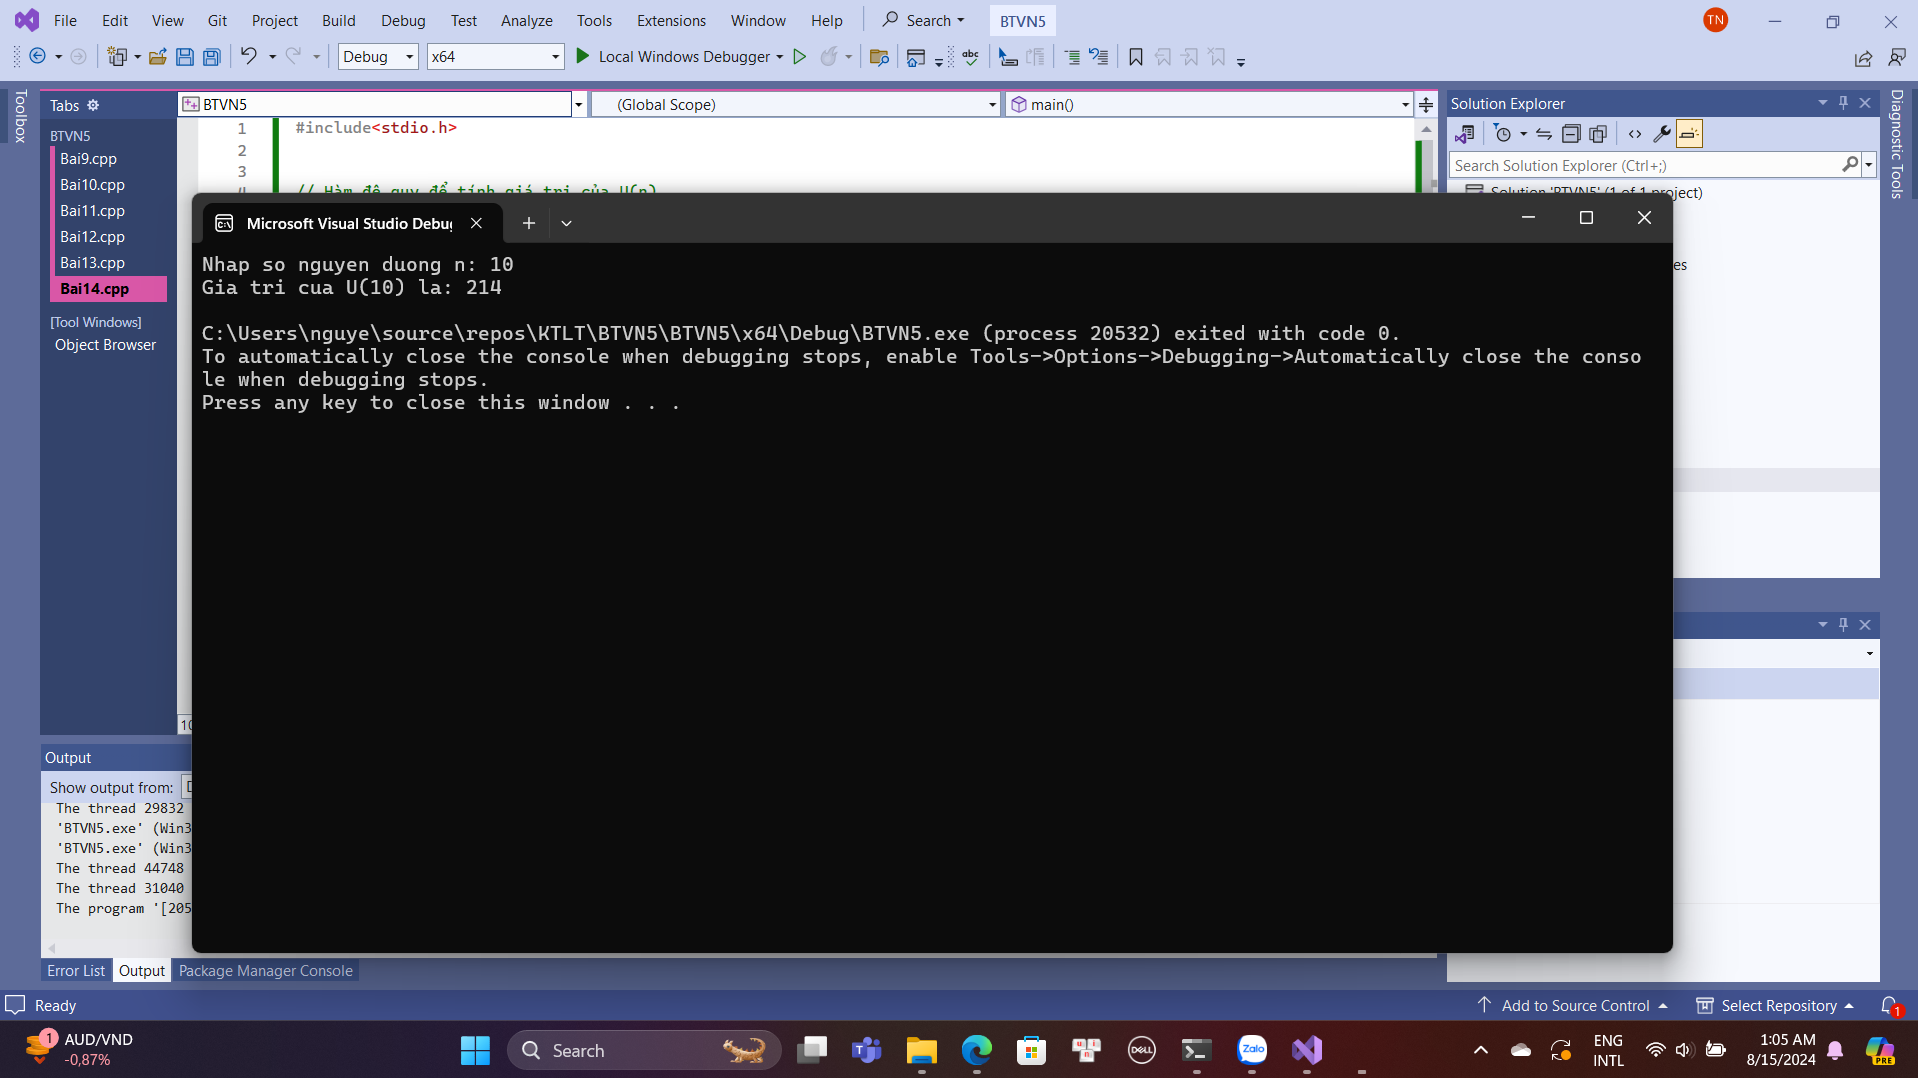 File Edit View Git Project Build Debug Test Analyze Tools Extensions Window Help Search BTVN5 TN
Debug x64 Local Windows Debugger
Toolbox
Tabs
BTVN5
Bai9.cpp
Bai10.cpp
Bai11.cpp
Bai12.cpp
Bai13.cpp
Bai14.cpp
[Tool Windows]
Object Browser
BTVN5 (Global Scope) main()
1 #include<stdio.h>
2
3
4 // Hàm đệ quy để tính giá trị của U(n)
Microsoft Visual Studio Debug
Nhap so nguyen duong n: 10
Gia tri cua U(10) la: 214
C:\Users\nguye\source\repos\KTLT\BTVN5\BTVN5\x64\Debug\BTVN5.exe (process 20532) exited with code 0.
To automatically close the console when debugging stops, enable Tools->Options->Debugging->Automatically close the conso
le when debugging stops.
Press any key to close this window . . .
Solution Explorer
Search Solution Explorer (Ctrl+;)
Solution 'BTVN5' (1 of 1 project)
es
Diagnostic Tools
10
Output
Show output from: D
The thread 29832
'BTVN5.exe' (Win3
'BTVN5.exe' (Win3
The thread 44748
The thread 31040
The program '[205
Error List Output Package Manager Console
Ready Add to Source Control Select Repository 1
1 AUD/VND
-0,87%
Search
DELL
Zalo
ENG
INTL
1:05 AM
8/15/2024
PRE